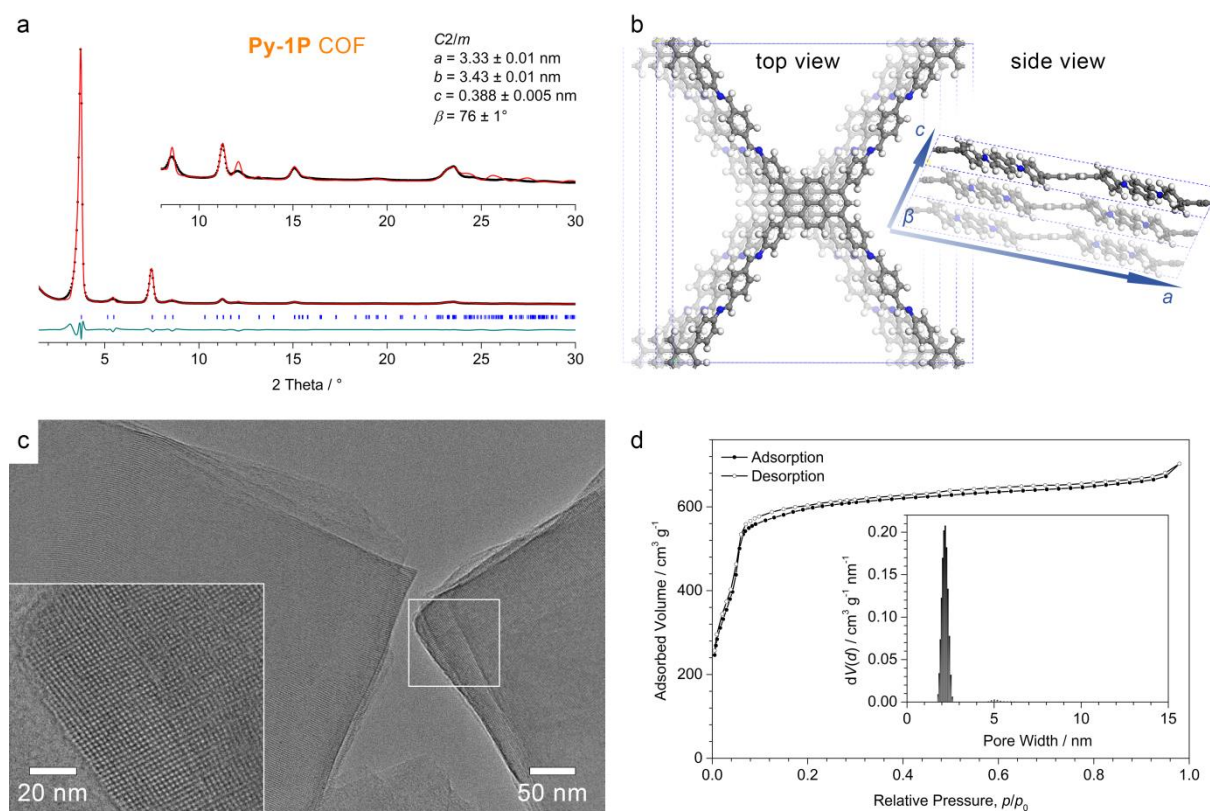 a
Py-1P COF
C2/m
a = 3.33 ± 0.01 nm
b = 3.43 ± 0.01 nm
c = 0.388 ± 0.005 nm
β = 76 ± 1°
10 15 20 25 30
5 10 15 20 25 30
2 Theta / °
b
top view
side view
c
β
a
c
20 nm
50 nm
d
Adsorption
Desorption
Adsorbed Volume / cm³ g⁻¹
600
400
200
0
0.0 0.2 0.4 0.6 0.8 1.0
Relative Pressure, p/p₀
dV(d) / cm³ g⁻¹ nm⁻¹
0.20
0.15
0.10
0.05
0.00
0 5 10 15
Pore Width / nm